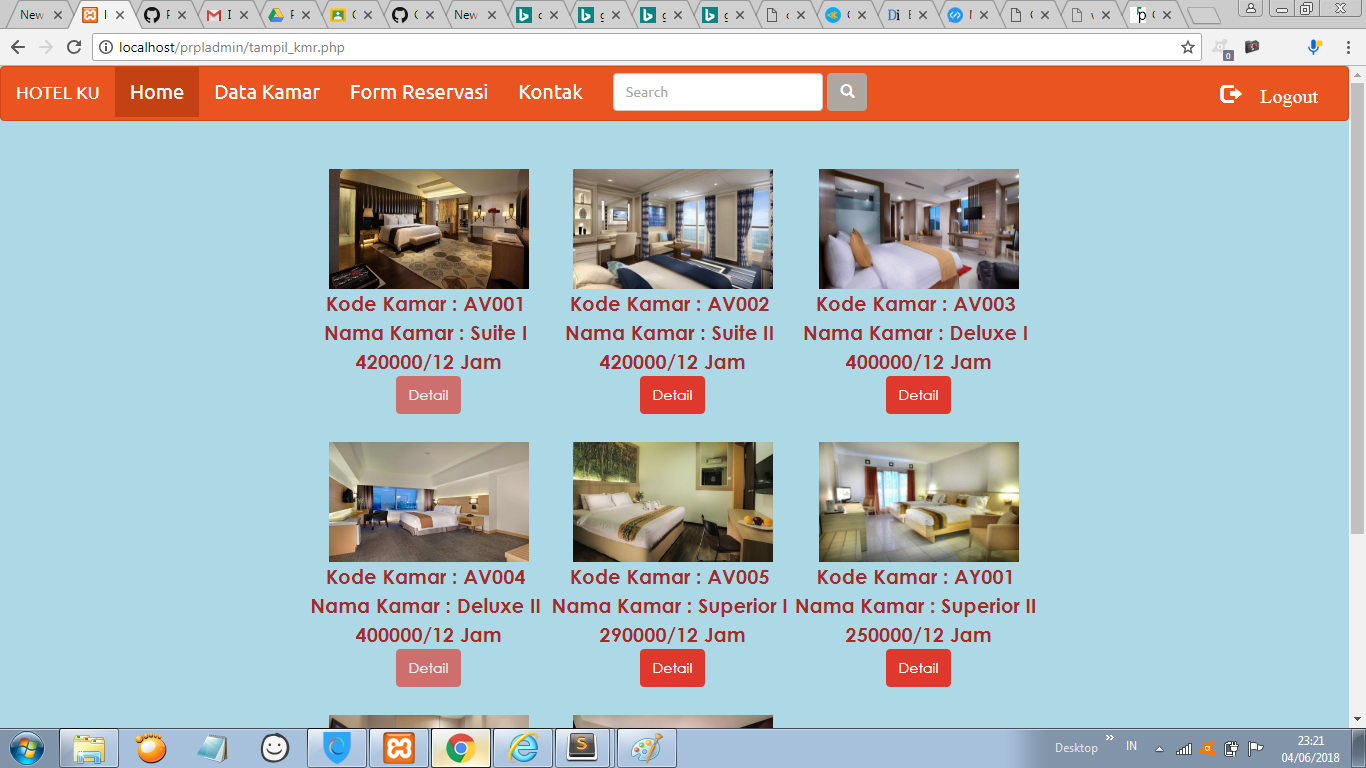 New
localhost/prpladmin/tampil_kmr.php
0
HOTEL KU
Home
Data Kamar
Form Reservasi
Kontak
Search
Logout
Kode Kamar : AV001
Nama Kamar : Suite I
420000/12 Jam
Detail
Kode Kamar : AV002
Nama Kamar : Suite II
420000/12 Jam
Detail
Kode Kamar : AV003
Nama Kamar : Deluxe I
400000/12 Jam
Detail
Kode Kamar : AV004
Nama Kamar : Deluxe II
400000/12 Jam
Detail
Kode Kamar : AV005
Nama Kamar : Superior I
290000/12 Jam
Detail
Kode Kamar : AY001
Nama Kamar : Superior II
250000/12 Jam
Detail
Desktop
IN
23:21
04/06/2018